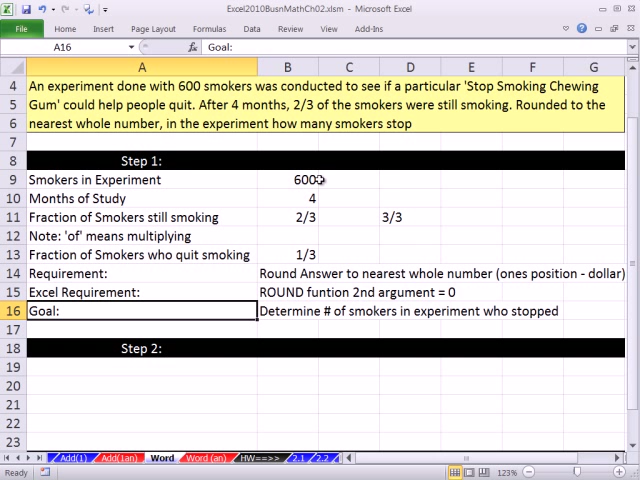 Excel2010BusnMathCh02.xlsm - Microsoft Excel
File Home Insert Page Layout Formulas Data Review View Add-Ins
A16 fx Goal:
A B C D E F G
4 An experiment done with 600 smokers was conducted to see if a particular 'Stop Smoking Chewing
5 Gum' could help people quit. After 4 months, 2/3 of the smokers were still smoking. Rounded to the
6 nearest whole number, in the experiment how many smokers stop
7
8 Step 1:
9 Smokers in Experiment 600
10 Months of Study 4
11 Fraction of Smokers still smoking 2/3 3/3
12 Note: 'of' means multiplying
13 Fraction of Smokers who quit smoking 1/3
14 Requirement: Round Answer to nearest whole number (ones position - dollar)
15 Excel Requirement: ROUND funtion 2nd argument = 0
16 Goal: Determine # of smokers in experiment who stopped
17
18 Step 2:
19
20
21
22
23
Add(1) Add(1an) Word Word (an) HW==>> 2.1 2.2
Ready 123%